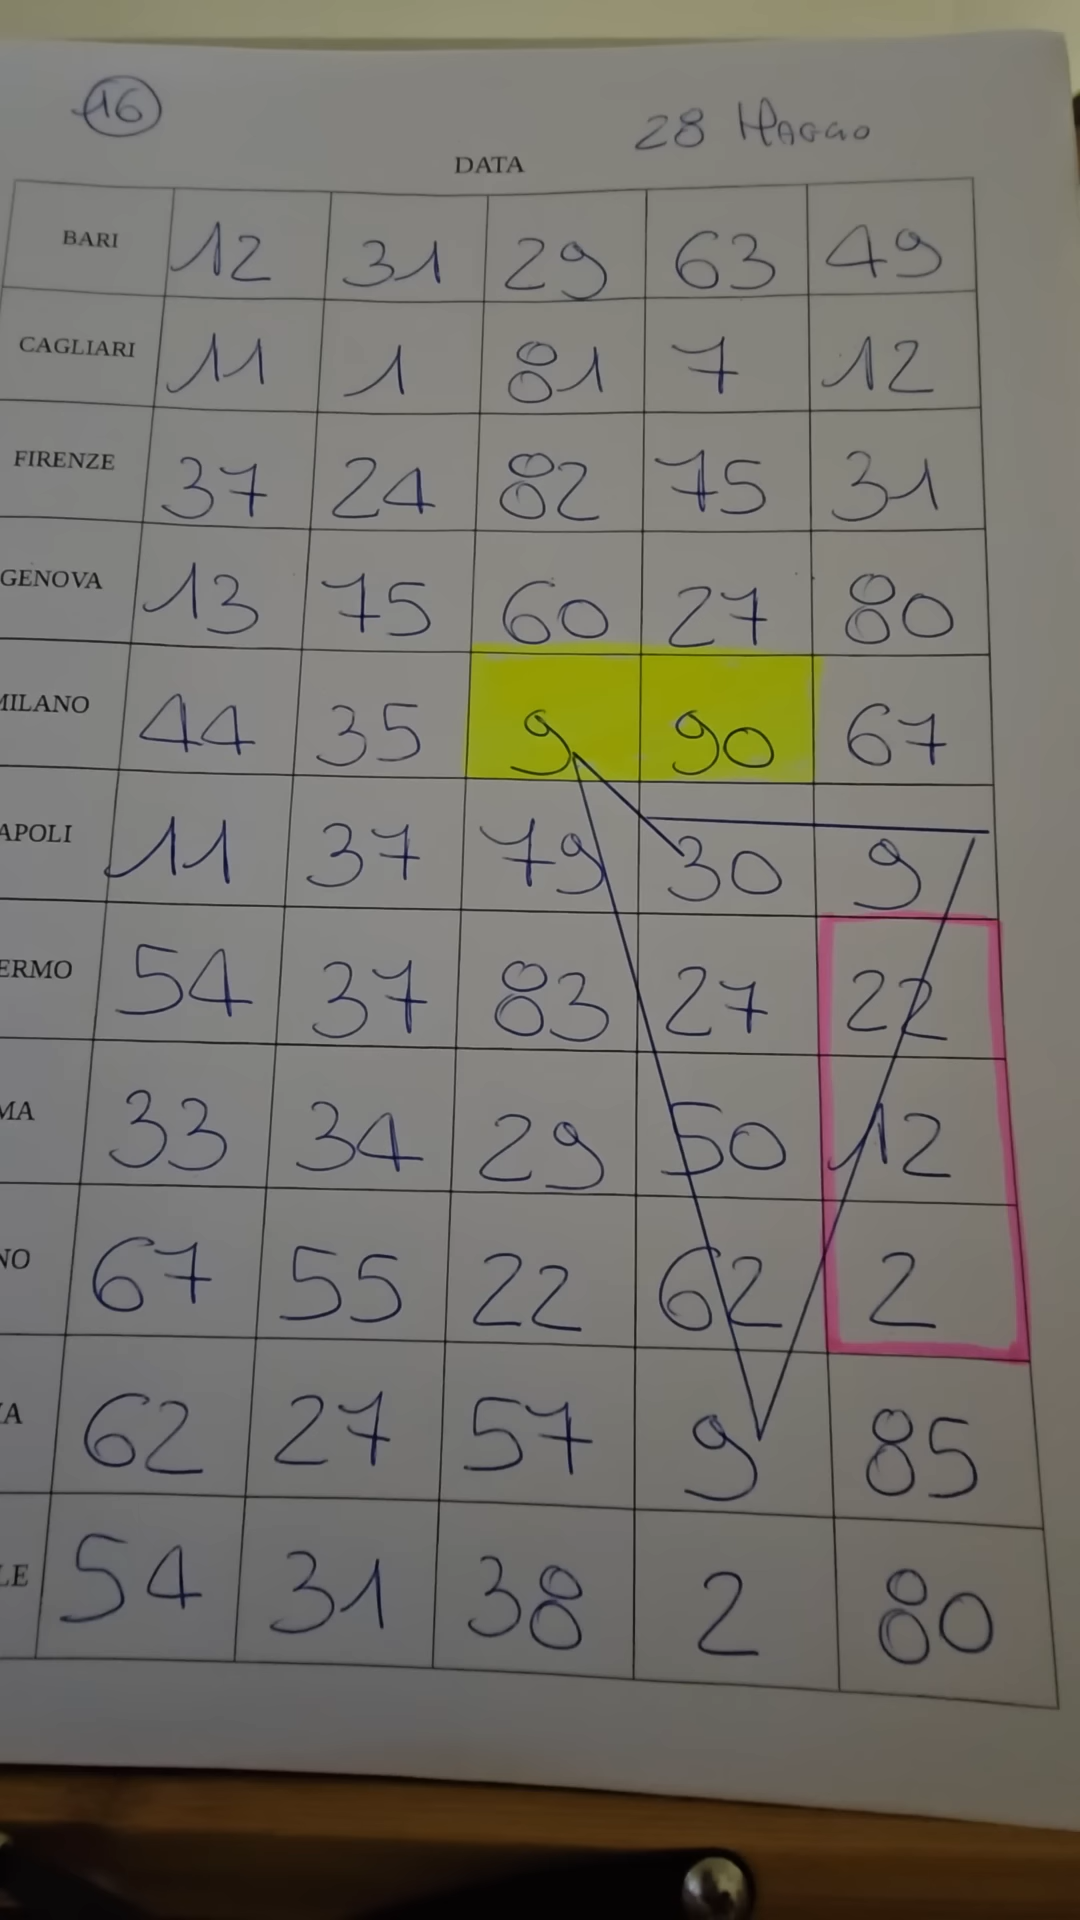 16
28 Maggio
DATA
BARI 12 31 29 63 49
CAGLIARI 11 1 81 7 12
FIRENZE 37 24 82 75 31
GENOVA 13 75 60 27 80
MILANO 44 35 9 90 67
APOLI 11 37 79 30 9
ERMO 54 37 83 27 22
MA 33 34 29 50 12
NO 67 55 22 62 2
A 62 27 57 9 85
LE 54 31 38 2 80